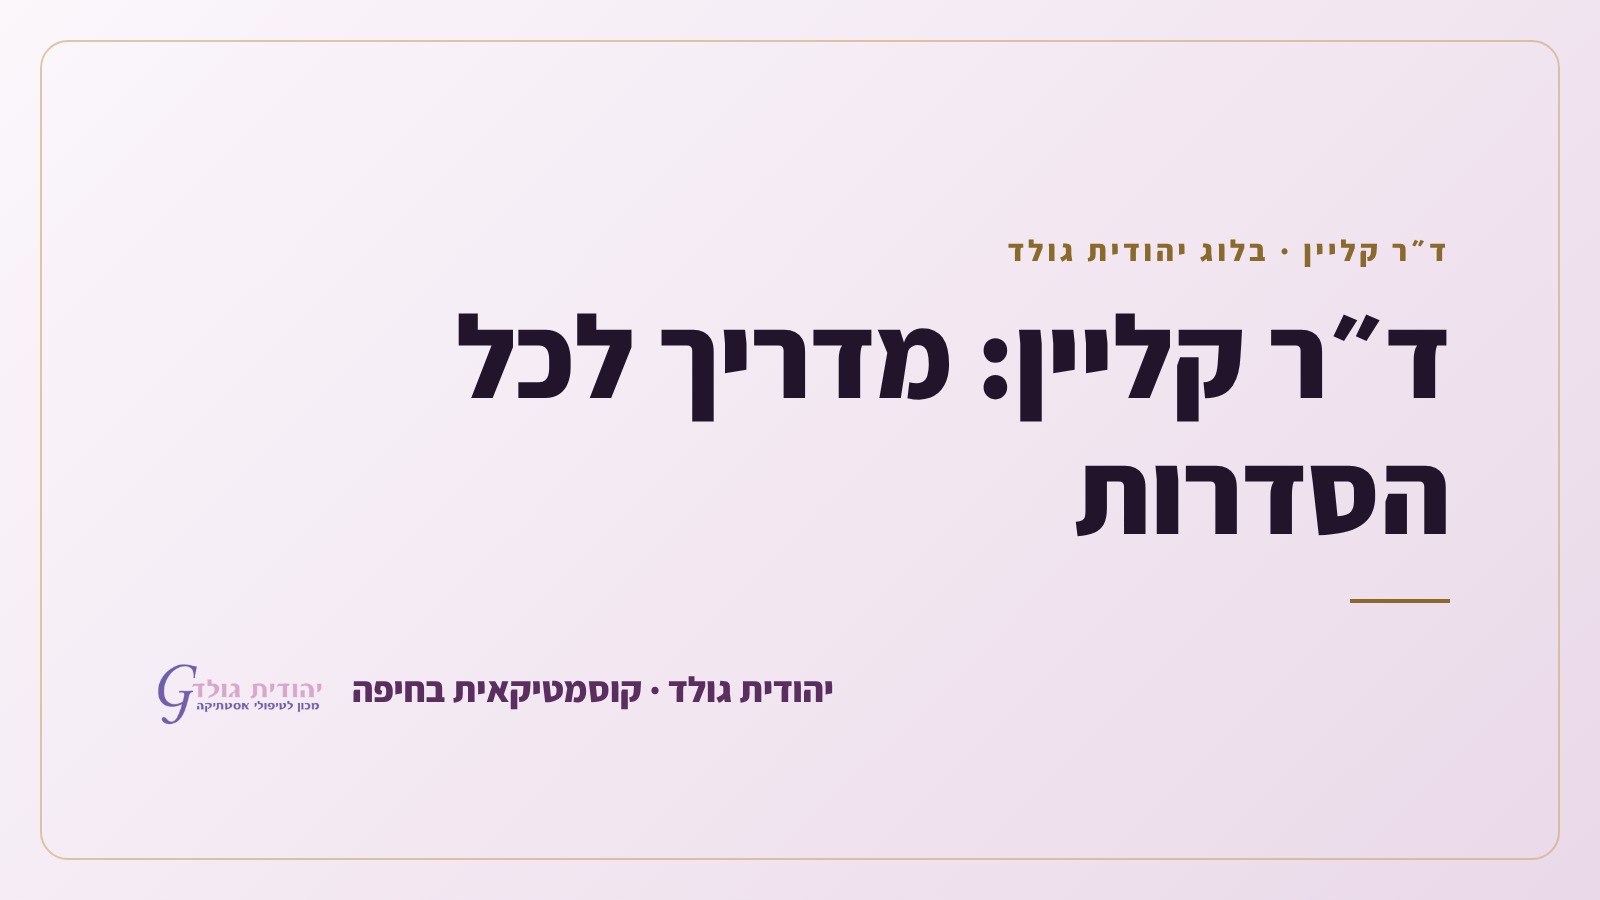 ד״ר קליין · בלוג יהודית גולד
ד״ר קליין: מדריך לכל
הסדרות
יהודית גולד · קוסמטיקאית בחיפה
יהודית גולד G
מכון לטיפולי אסטתיקה